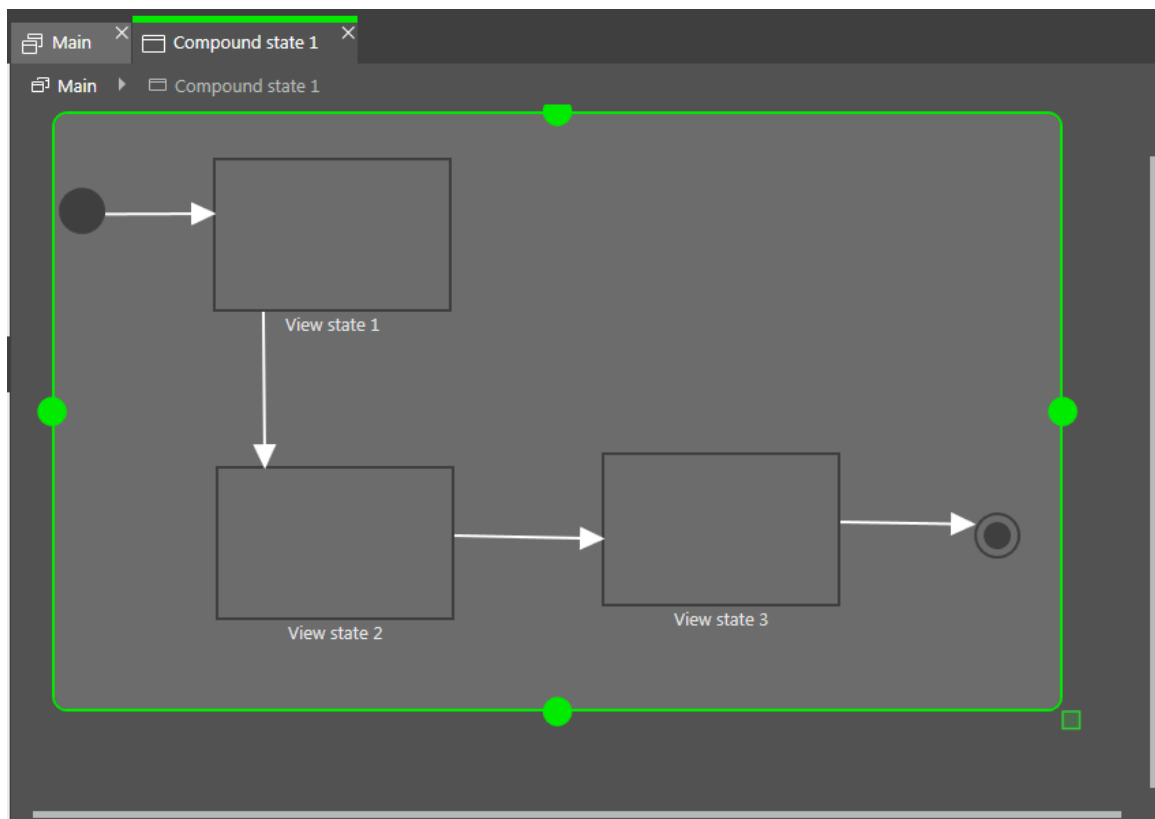 Main
Compound state 1
Main
Compound state 1
View state 1
View state 2
View state 3